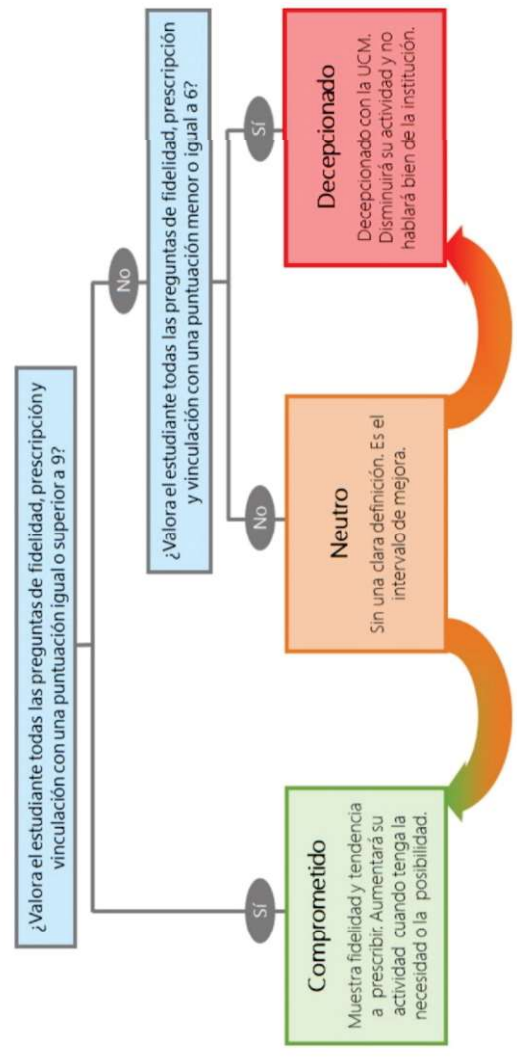 ¿Valora el estudiante todas las preguntas de fidelidad, prescripcióny
vinculación con una puntuación igual o superior a 9?
No
¿Valora el estudiante todas las preguntas de fidelidad, prescripción
y vinculación con una puntuación menor o igual a 6?
Sí
No
Sí
Comprometido
Muestra fidelidad y tendencia
a prescribir. Aumentará su
actividad cuando tenga la
necesidad o la posibilidad.
Neutro
Sin una clara definición. Es el
intervalo de mejora.
Decepcionado
Decepcionado con la UCM.
Disminuirá su actividad y no
hablará bien de la institución.